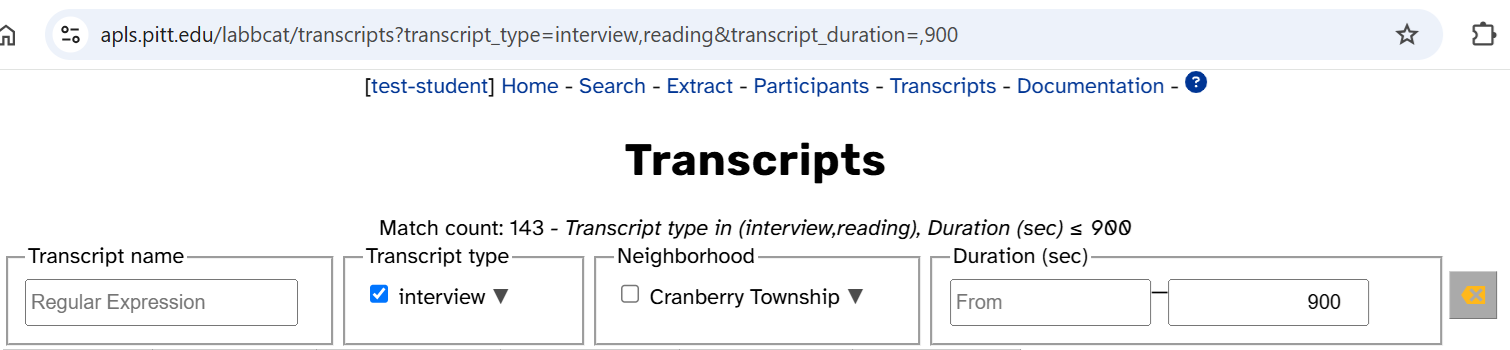 apls.pitt.edu/labbcat/transcripts?transcript_type=interview,reading&transcript_duration=,900
[test-student] Home - Search - Extract - Participants - Transcripts - Documentation - ?
Transcripts
Match count: 143 - Transcript type in (interview,reading), Duration (sec) ≤ 900
Transcript name Transcript type Neighborhood Duration (sec)
Regular Expression interview ▼ Cranberry Township ▼ From — 900